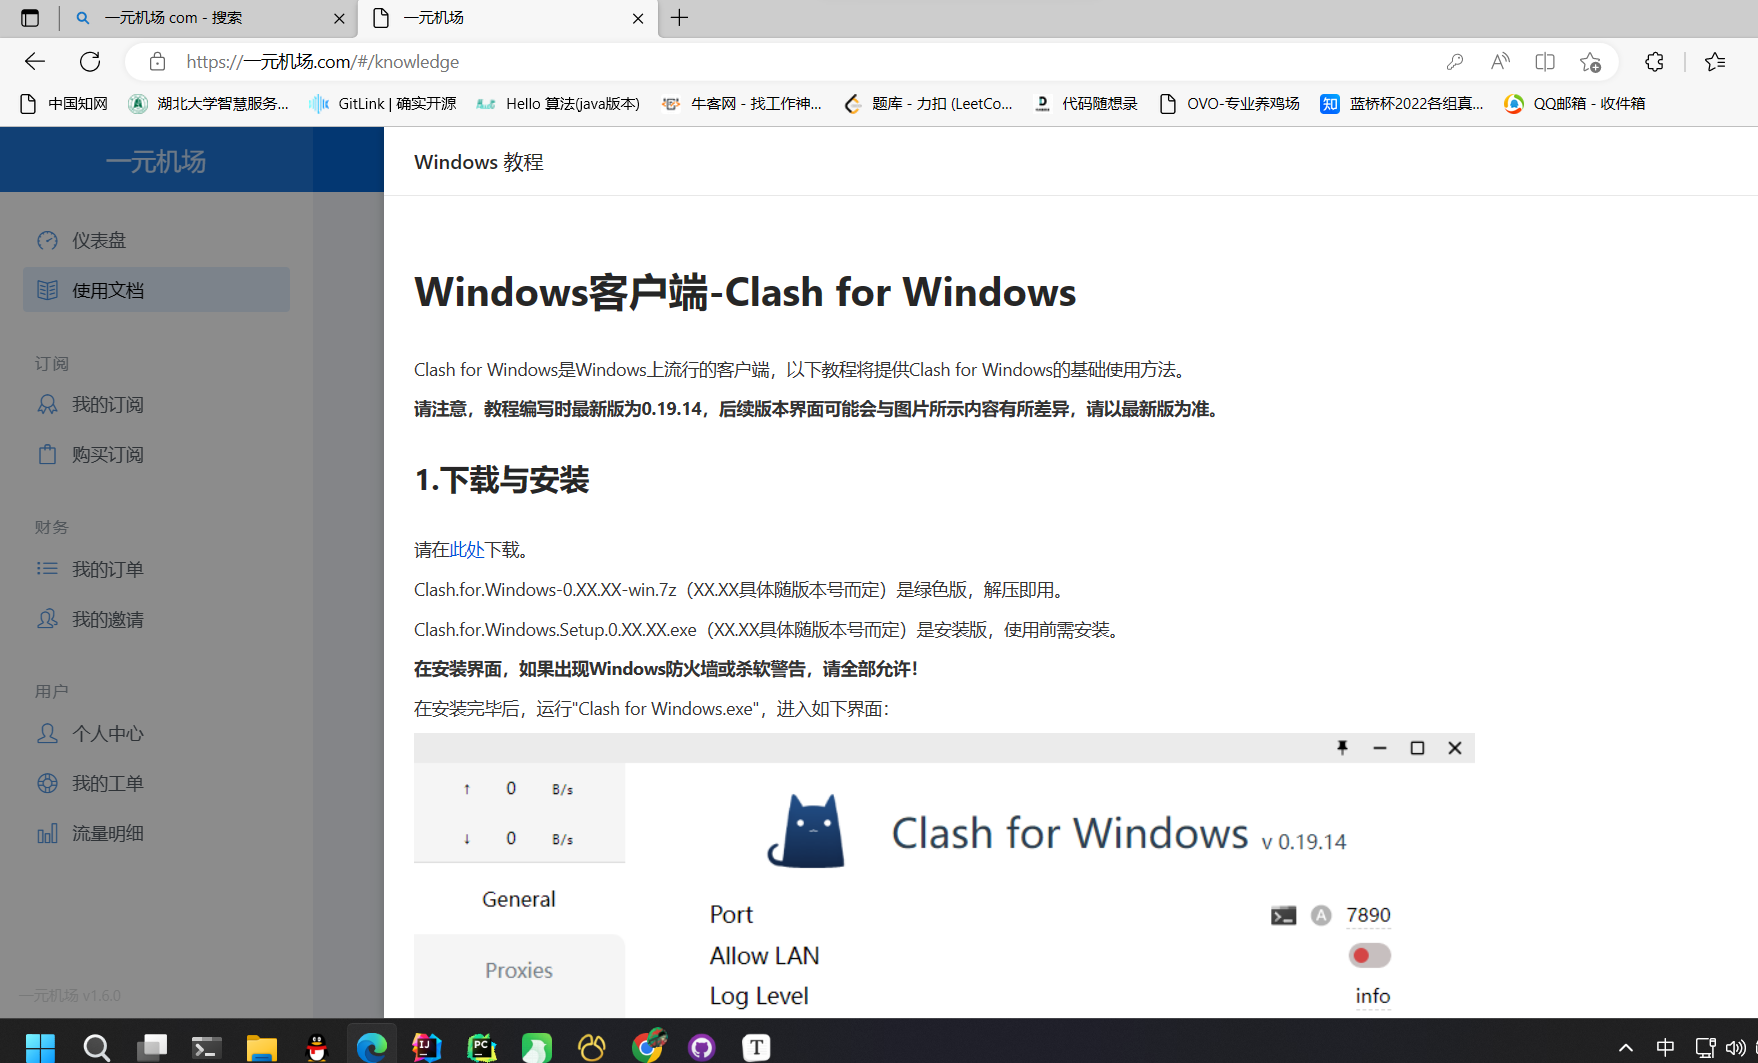 一元机场 com - 搜索
一元机场
https://一元机场.com/#/knowledge
中国知网
湖北大学智慧服务...
GitLink | 确实开源
Hello 算法(java版本)
牛客网 - 找工作神...
题库 - 力扣 (LeetCo...
代码随想录
OVO-专业养鸡场
蓝桥杯2022各组真...
QQ邮箱 - 收件箱
一元机场
仪表盘
使用文档
订阅
我的订阅
购买订阅
财务
我的订单
我的邀请
用户
个人中心
我的工单
流量明细
一元机场 v1.6.0
Windows 教程
Windows客户端-Clash for Windows
Clash for Windows是Windows上流行的客户端，以下教程将提供Clash for Windows的基础使用方法。
请注意，教程编写时最新版为0.19.14，后续版本界面可能会与图片所示内容有所差异，请以最新版为准。
1.下载与安装
请在此处下载。
Clash.for.Windows-0.XX.XX-win.7z（XX.XX具体随版本号而定）是绿色版，解压即用。
Clash.for.Windows.Setup.0.XX.XX.exe（XX.XX具体随版本号而定）是安装版，使用前需安装。
在安装界面，如果出现Windows防火墙或杀软警告，请全部允许！
在安装完毕后，运行"Clash for Windows.exe"，进入如下界面：
↑ 0 B/s
↓ 0 B/s
General
Proxies
Clash for Windows v 0.19.14
Port 7890
Allow LAN
Log Level info
中